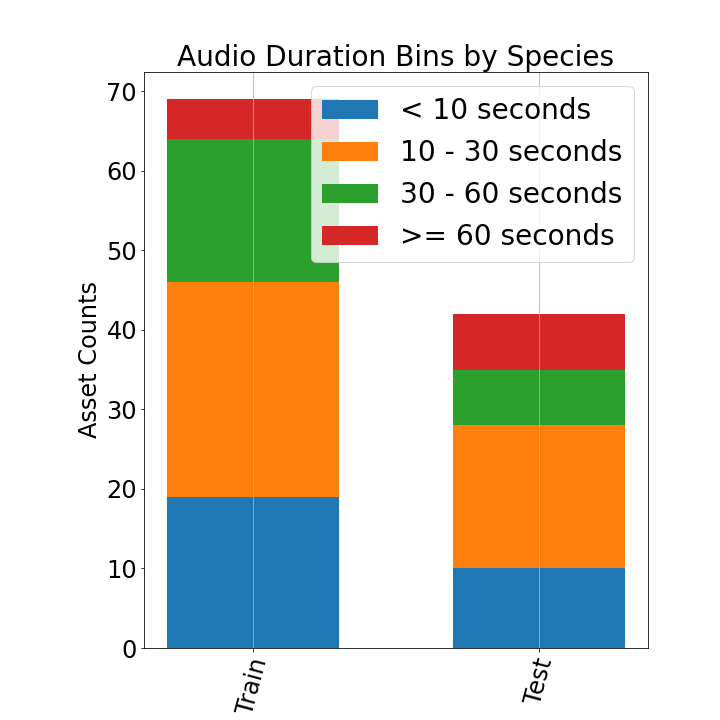 Audio Duration Bins by Species
70
60
50
40
30
20
10
0
Asset Counts
< 10 seconds
10 - 30 seconds
30 - 60 seconds
>= 60 seconds
Train
Test